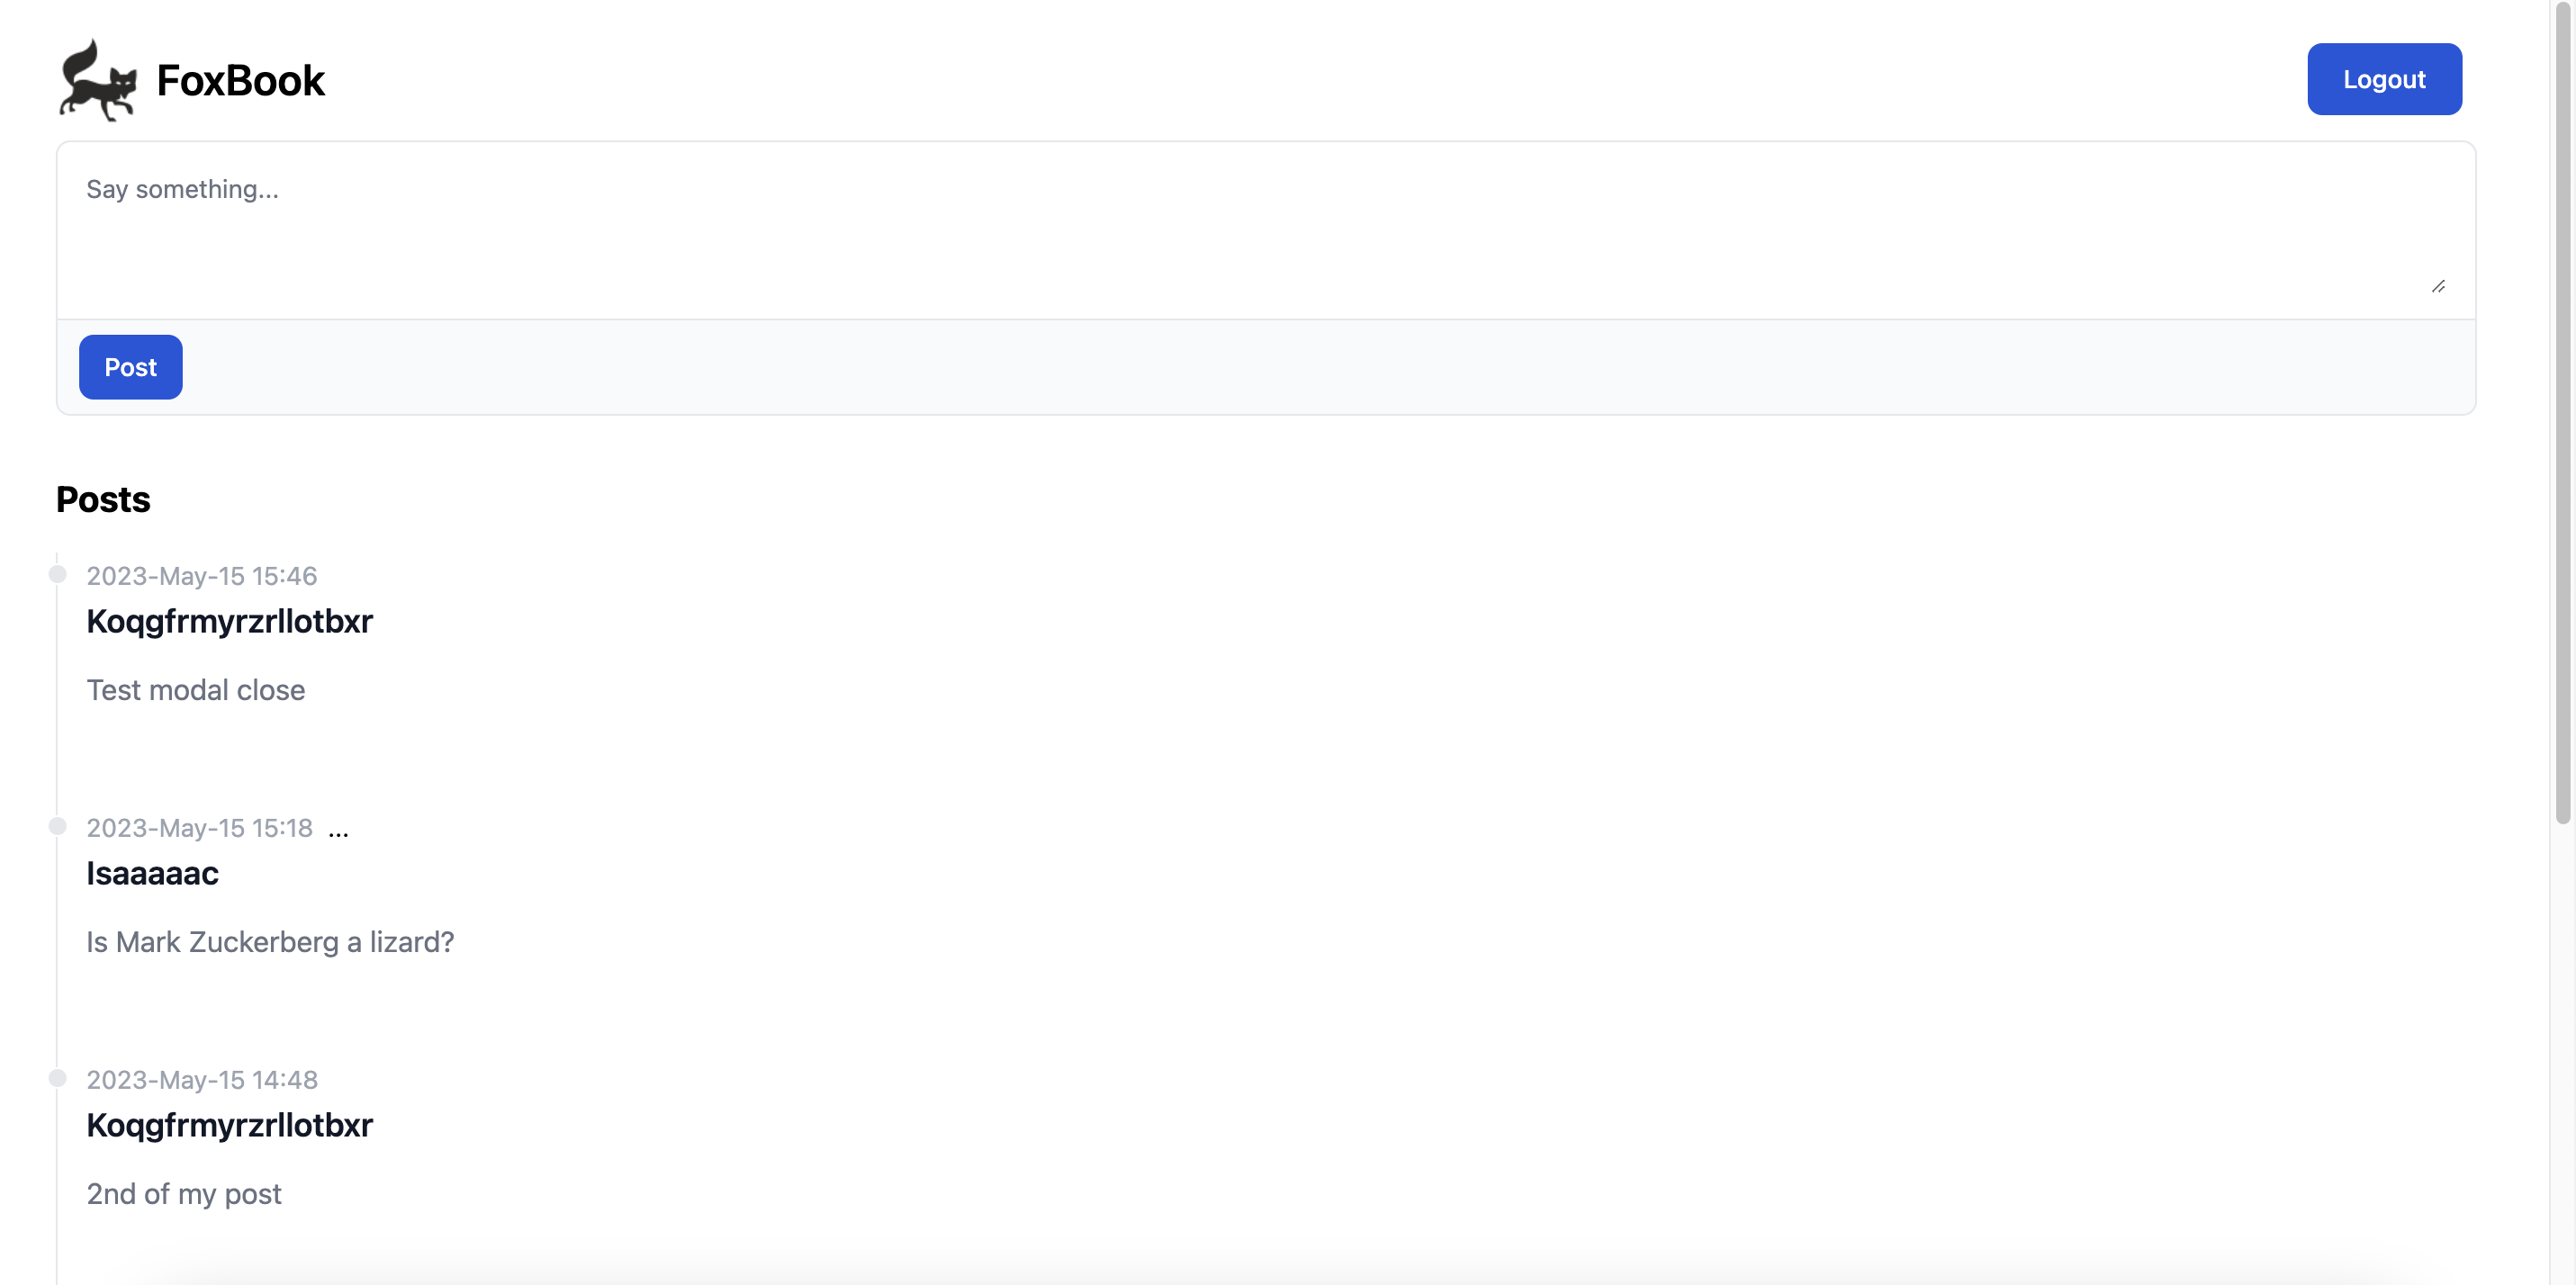 FoxBook
Logout
Say something...
Post
Posts
2023-May-15 15:46
Koqgfrmyrzrllotbxr
Test modal close
2023-May-15 15:18 ...
Isaaaaac
Is Mark Zuckerberg a lizard?
2023-May-15 14:48
Koqgfrmyrzrllotbxr
2nd of my post